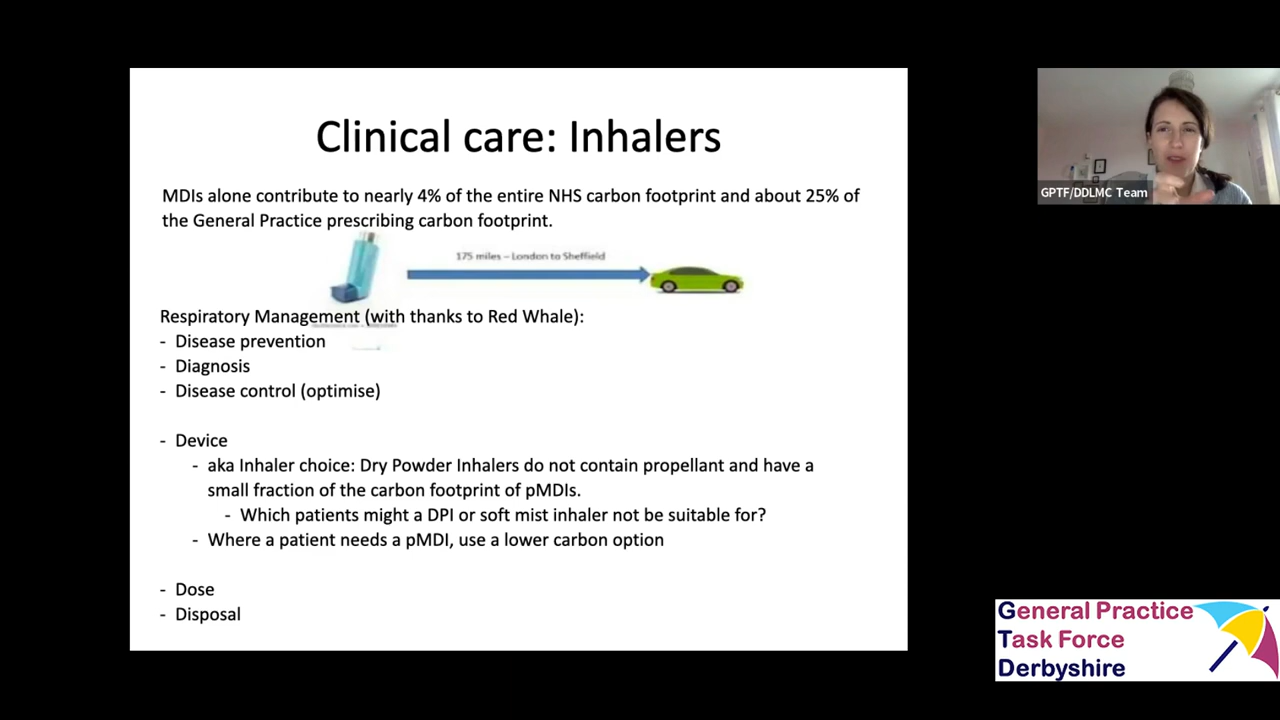 Clinical care: Inhalers
MDIs alone contribute to nearly 4% of the entire NHS carbon footprint and about 25% of
the General Practice prescribing carbon footprint.
175 miles – London to Sheffield
Respiratory Management (with thanks to Red Whale):
- Disease prevention
- Diagnosis
- Disease control (optimise)
- Device
- aka Inhaler choice: Dry Powder Inhalers do not contain propellant and have a
small fraction of the carbon footprint of pMDIs.
- Which patients might a DPI or soft mist inhaler not be suitable for?
- Where a patient needs a pMDI, use a lower carbon option
- Dose
- Disposal
GPTF/DDLMC Team
General Practice
Task Force
Derbyshire